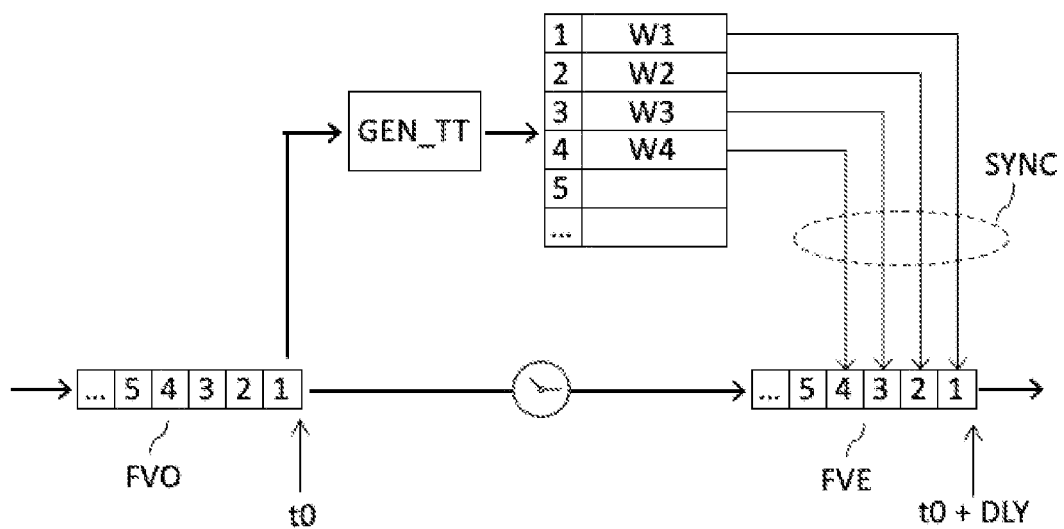 1 W1
2 W2
3 W3
4 W4
5
...
GEN_TT
SYNC
... 5 4 3 2 1
... 5 4 3 2 1
FVO
FVE
t0
t0 + DLY